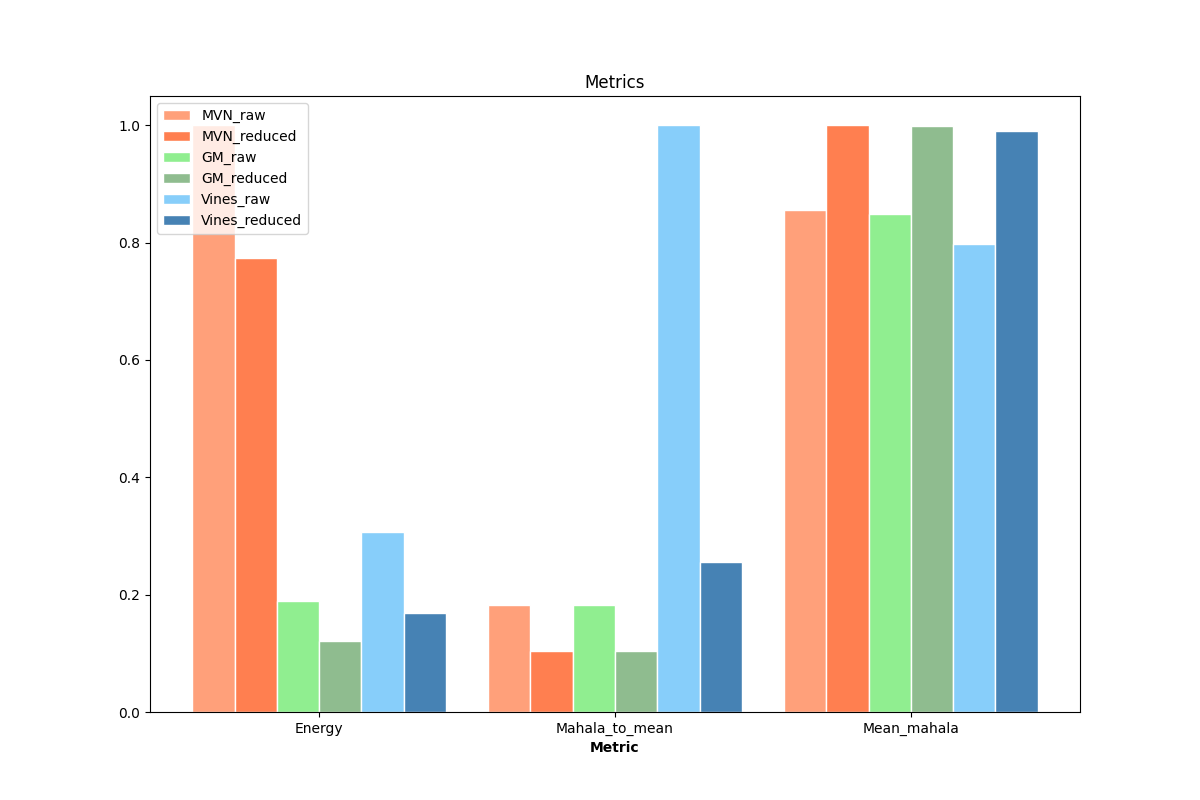 Metrics
MVN_raw
MVN_reduced
GM_raw
GM_reduced
Vines_raw
Vines_reduced
1.0
0.8
0.6
0.4
0.2
0.0
Energy
Mahala_to_mean
Mean_mahala
Metric